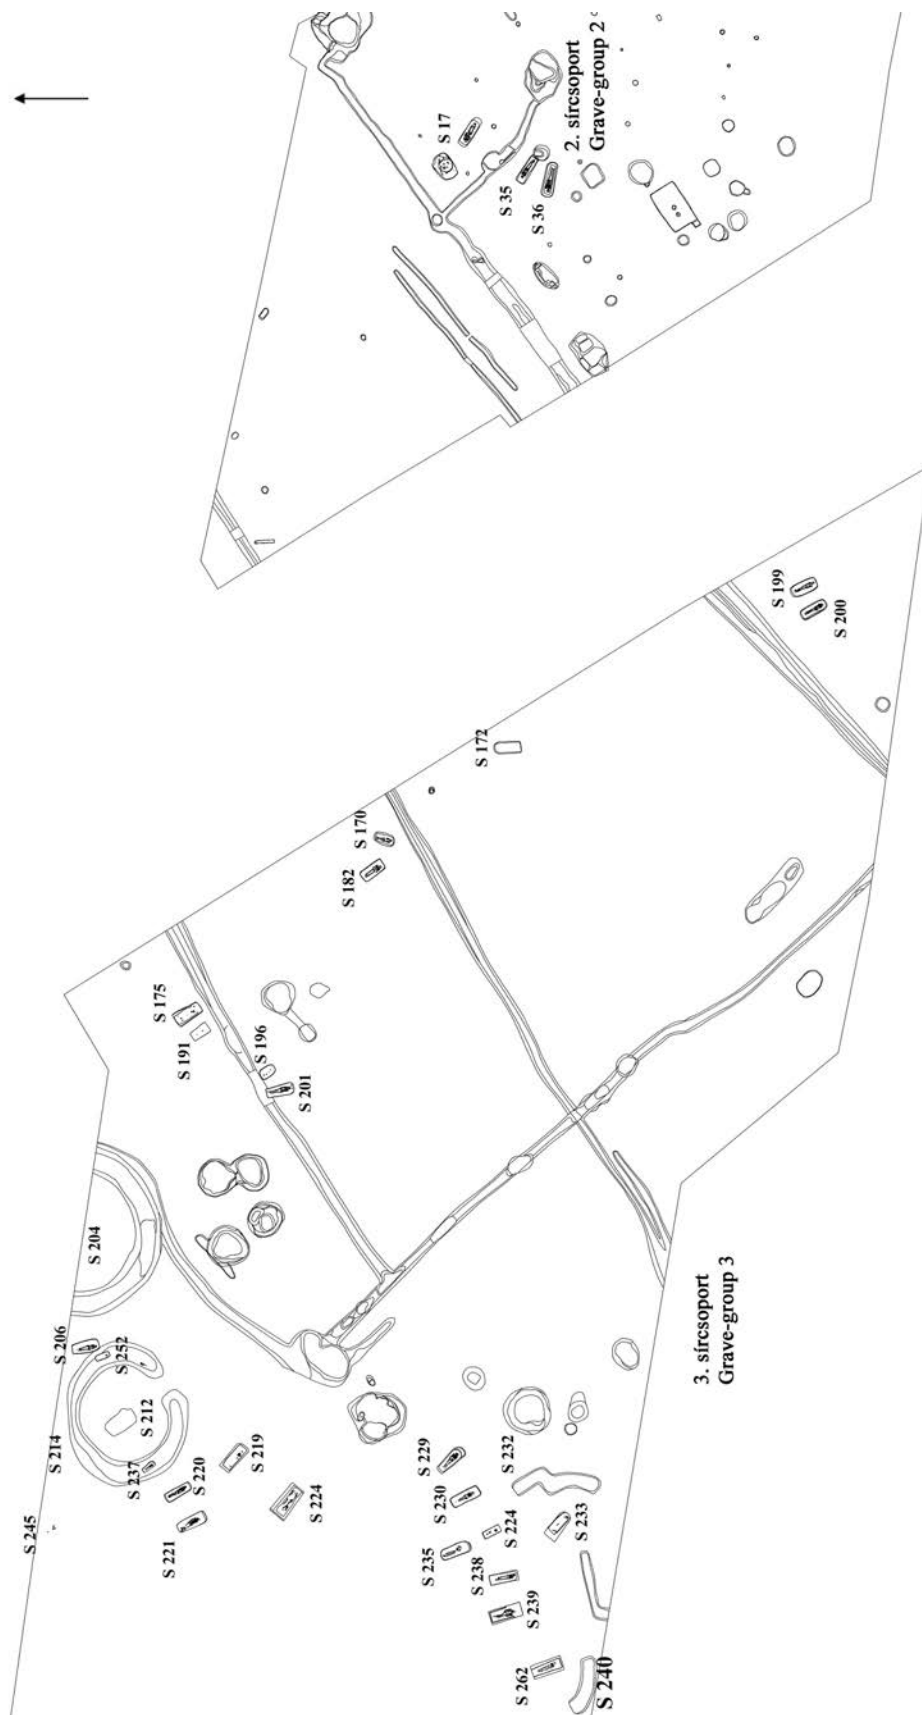 S 17
S 35
S 36
2. sírcsoport
Grave-group 2
S 199
S 200
S 172
S 170
S 182
S 175
S 191
S 196
S 201
S 204
S 206
S 252
S 212
S 214
S 237
S 220
S 219
S 221
S 224
S 245
S 229
S 232
S 230
S 224
S 233
S 235
S 238
S 239
S 262
S 240
3. sírcsoport
Grave-group 3